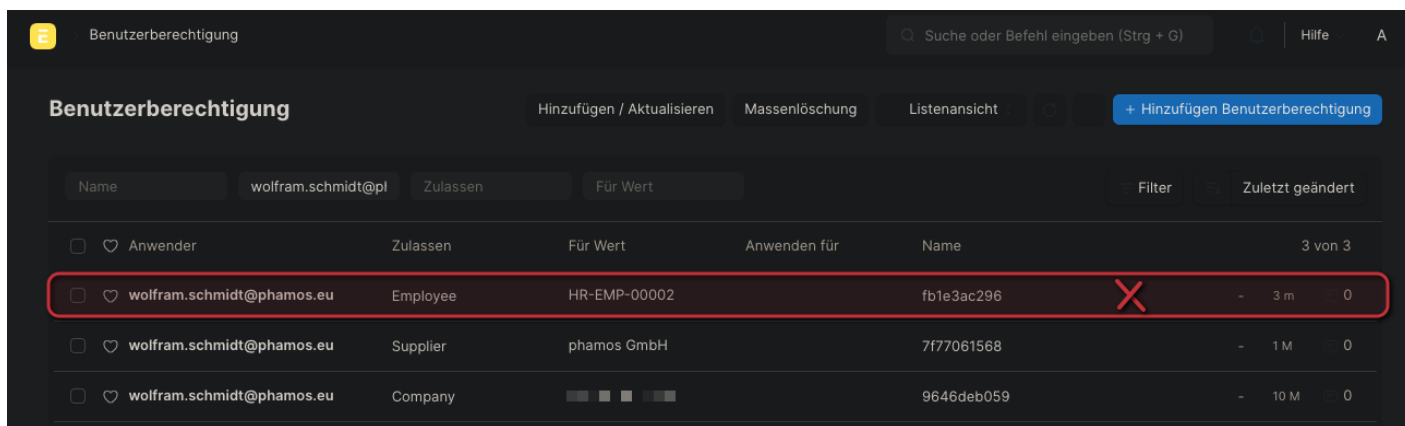 E Benutzerberechtigung Suche oder Befehl eingeben (Strg + G) Hilfe A
Benutzerberechtigung Hinzufügen / Aktualisieren Massenlöschung Listenansicht + Hinzufügen Benutzerberechtigung
Name wolfram.schmidt@pl Zulassen Für Wert Filter Zuletzt geändert
Anwender Zulassen Für Wert Anwenden für Name 3 von 3
wolfram.schmidt@phamos.eu Employee HR-EMP-00002 fb1e3ac296 - 3 m 0
wolfram.schmidt@phamos.eu Supplier phamos GmbH 7f77061568 - 1 M 0
wolfram.schmidt@phamos.eu Company 9646deb059 - 10 M 0